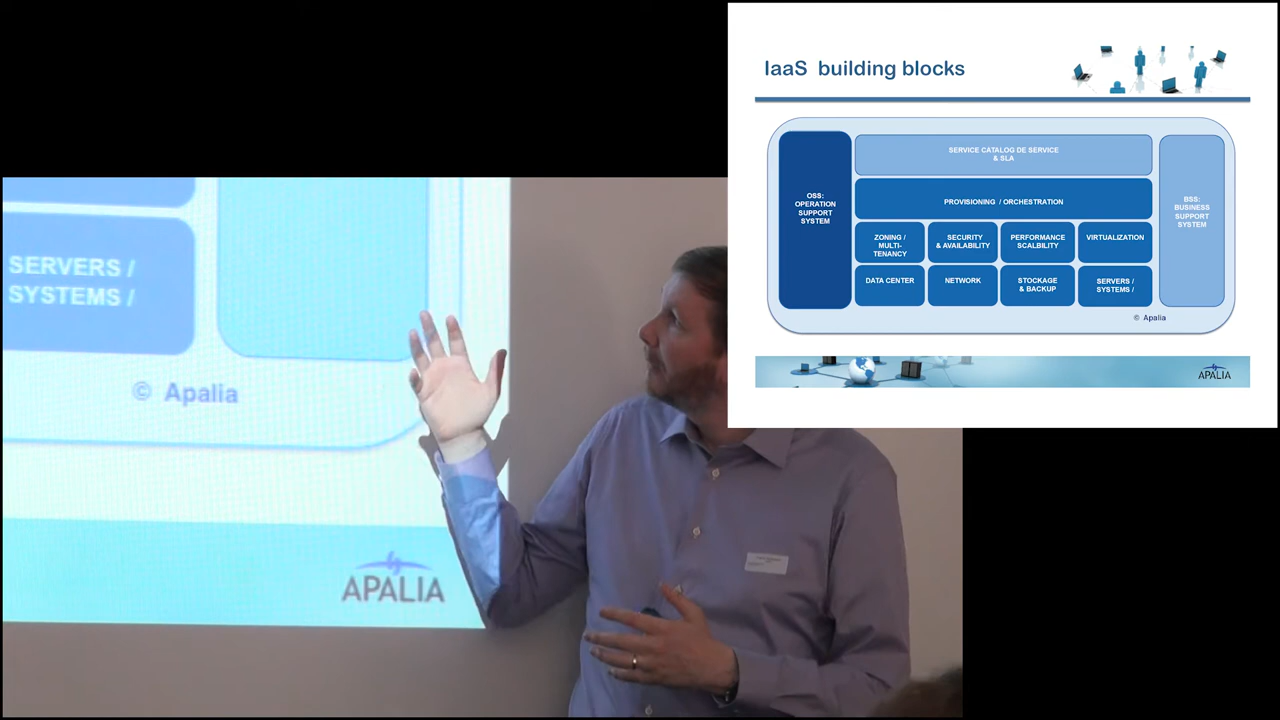 IaaS building blocks
OSS:
OPERATION
SUPPORT
SYSTEM
SERVICE CATALOG DE SERVICE
& SLA
PROVISIONING / ORCHESTRATION
ZONING /
MULTI-
TENANCY
SECURITY
& AVAILABILITY
PERFORMANCE
SCALBILITY
VIRTUALIZATION
DATA CENTER
NETWORK
STOCKAGE
& BACKUP
SERVERS /
SYSTEMS /
BSS:
BUSINESS
SUPPORT
SYSTEM
© Apalia
APALIA
SERVERS /
SYSTEMS /
© Apalia
APALIA